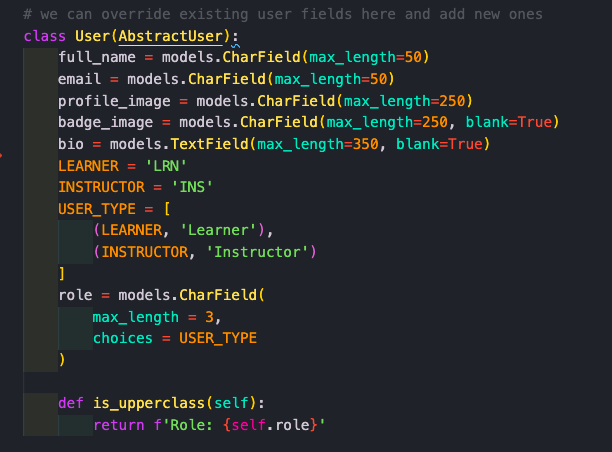 # we can override existing user fields here and add new ones
class User(AbstractUser):
    full_name = models.CharField(max_length=50)
    email = models.CharField(max_length=50)
    profile_image = models.CharField(max_length=250)
    badge_image = models.CharField(max_length=250, blank=True)
    bio = models.TextField(max_length=350, blank=True)
    LEARNER = 'LRN'
    INSTRUCTOR = 'INS'
    USER_TYPE = [
        (LEARNER, 'Learner'),
        (INSTRUCTOR, 'Instructor')
    ]
    role = models.CharField(
        max_length = 3,
        choices = USER_TYPE
    )
    def is_upperclass(self):
        return f'Role: {self.role}'